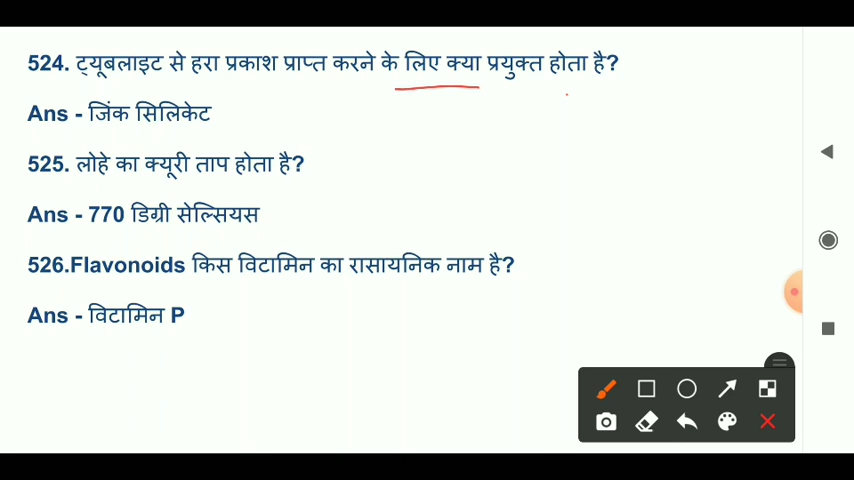 524. ट्यूबलाइट से हरा प्रकाश प्राप्त करने के लिए क्या प्रयुक्त होता है?
Ans - जिंक सिलिकेट
525. लोहे का क्यूरी ताप होता है?
Ans - 770 डिग्री सेल्सियस
526.Flavonoids किस विटामिन का रासायनिक नाम है?
Ans - विटामिन P